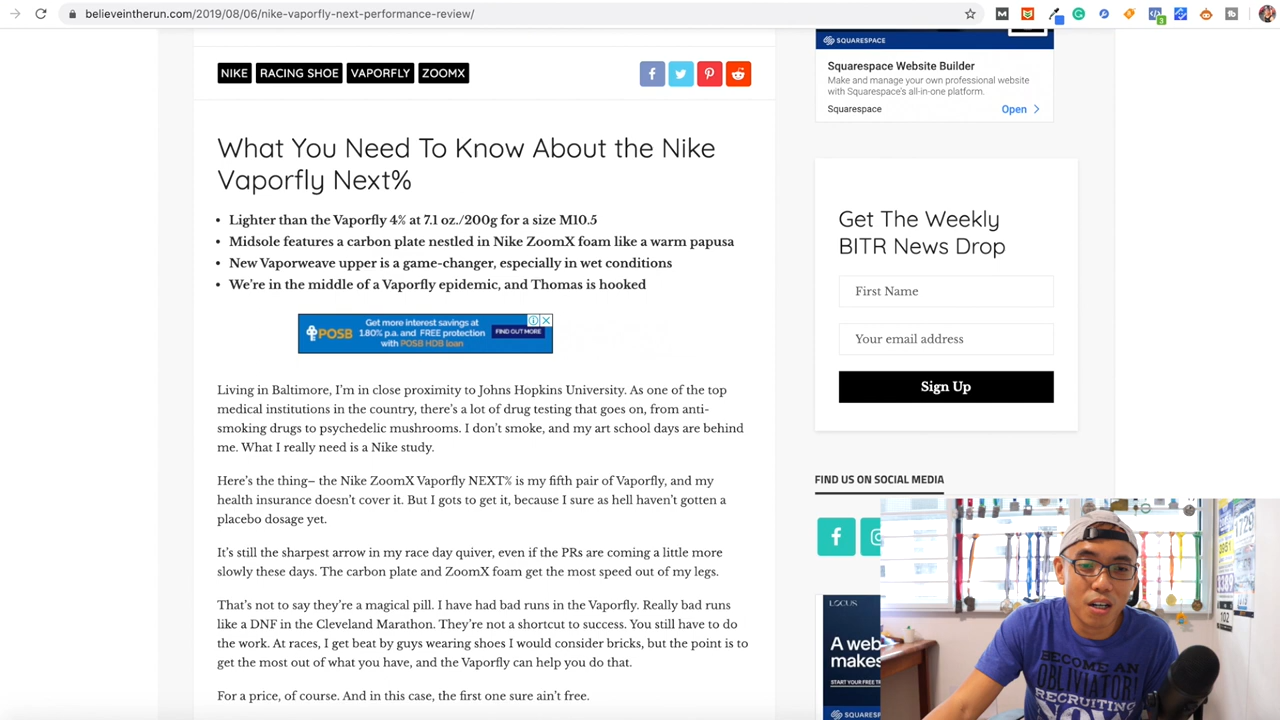 believeintherun.com/2019/08/06/nike-vaporfly-next-performance-review/
NIKE
RACING SHOE
VAPORFLY
ZOOMX
What You Need To Know About the Nike
Vaporfly Next%
• Lighter than the Vaporfly 4% at 7.1 oz./200g for a size M10.5
• Midsole features a carbon plate nestled in Nike ZoomX foam like a warm papusa
• New Vaporweave upper is a game-changer, especially in wet conditions
• We’re in the middle of a Vaporfly epidemic, and Thomas is hooked
POSB
Get more interest savings at
1.80% p.a. and FREE protection
with POSB HDB loan
FIND OUT MORE
Living in Baltimore, I’m in close proximity to Johns Hopkins University. As one of the top
medical institutions in the country, there’s a lot of drug testing that goes on, from anti-
smoking drugs to psychedelic mushrooms. I don’t smoke, and my art school days are behind
me. What I really need is a Nike study.
Here’s the thing– the Nike ZoomX Vaporfly NEXT% is my fifth pair of Vaporfly, and my
health insurance doesn’t cover it. But I gots to get it, because I sure as hell haven’t gotten a
placebo dosage yet.
It’s still the sharpest arrow in my race day quiver, even if the PRs are coming a little more
slowly these days. The carbon plate and ZoomX foam get the most speed out of my legs.
That’s not to say they’re a magical pill. I have had bad runs in the Vaporfly. Really bad runs
like a DNF in the Cleveland Marathon. They’re not a shortcut to success. You still have to do
the work. At races, I get beat by guys wearing shoes I would consider bricks, but the point is to
get the most out of what you have, and the Vaporfly can help you do that.
For a price, of course. And in this case, the first one sure ain’t free.
SQUARESPACE
Squarespace Website Builder
Make and manage your own professional website
with Squarespace's all-in-one platform.
Squarespace
Open
Get The Weekly
BITR News Drop
First Name
Your email address
Sign Up
FIND US ON SOCIAL MEDIA
LOCUS
A web
makes
START YOUR FREE
SQUARESP
BECOME AN
OBLIVIATOR!
RECRUITING
NOW
1729
3951
102